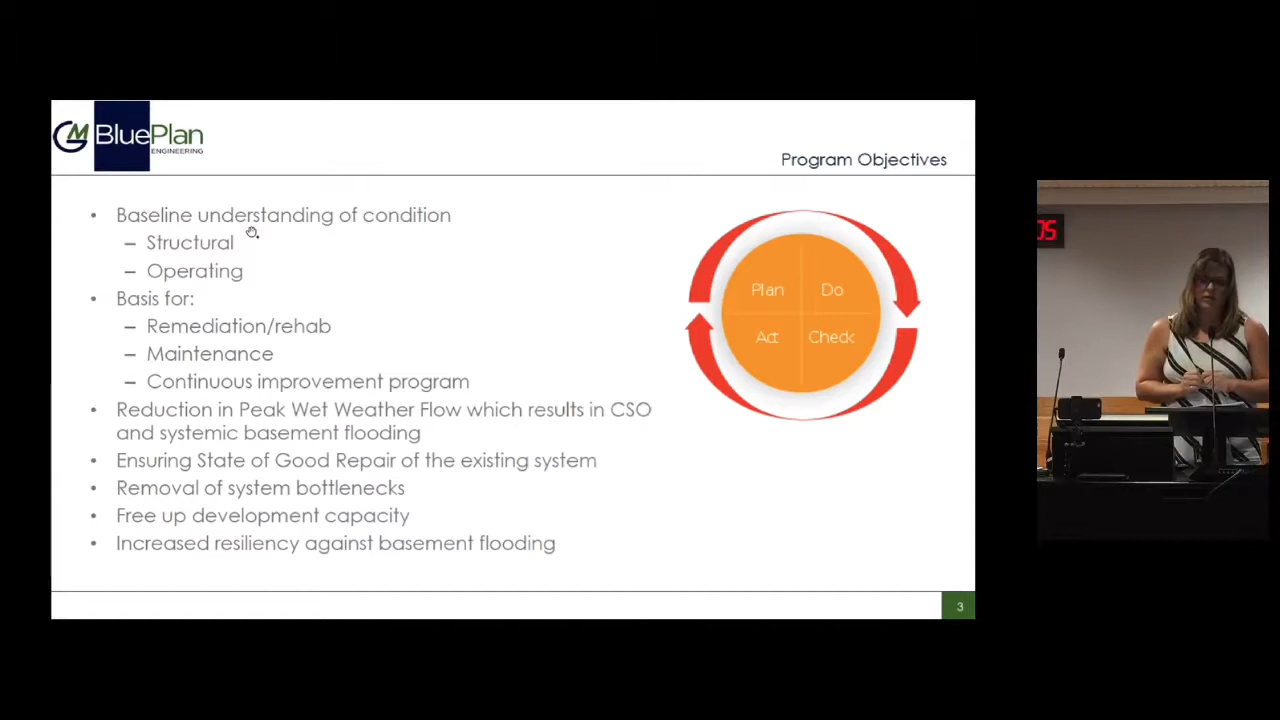 GM BluePlan
ENGINEERING
Program Objectives
• Baseline understanding of condition
– Structural
– Operating
• Basis for:
– Remediation/rehab
– Maintenance
– Continuous improvement program
• Reduction in Peak Wet Weather Flow which results in CSO
and systemic basement flooding
• Ensuring State of Good Repair of the existing system
• Removal of system bottlenecks
• Free up development capacity
• Increased resiliency against basement flooding
Plan Do
Act Check
3
05